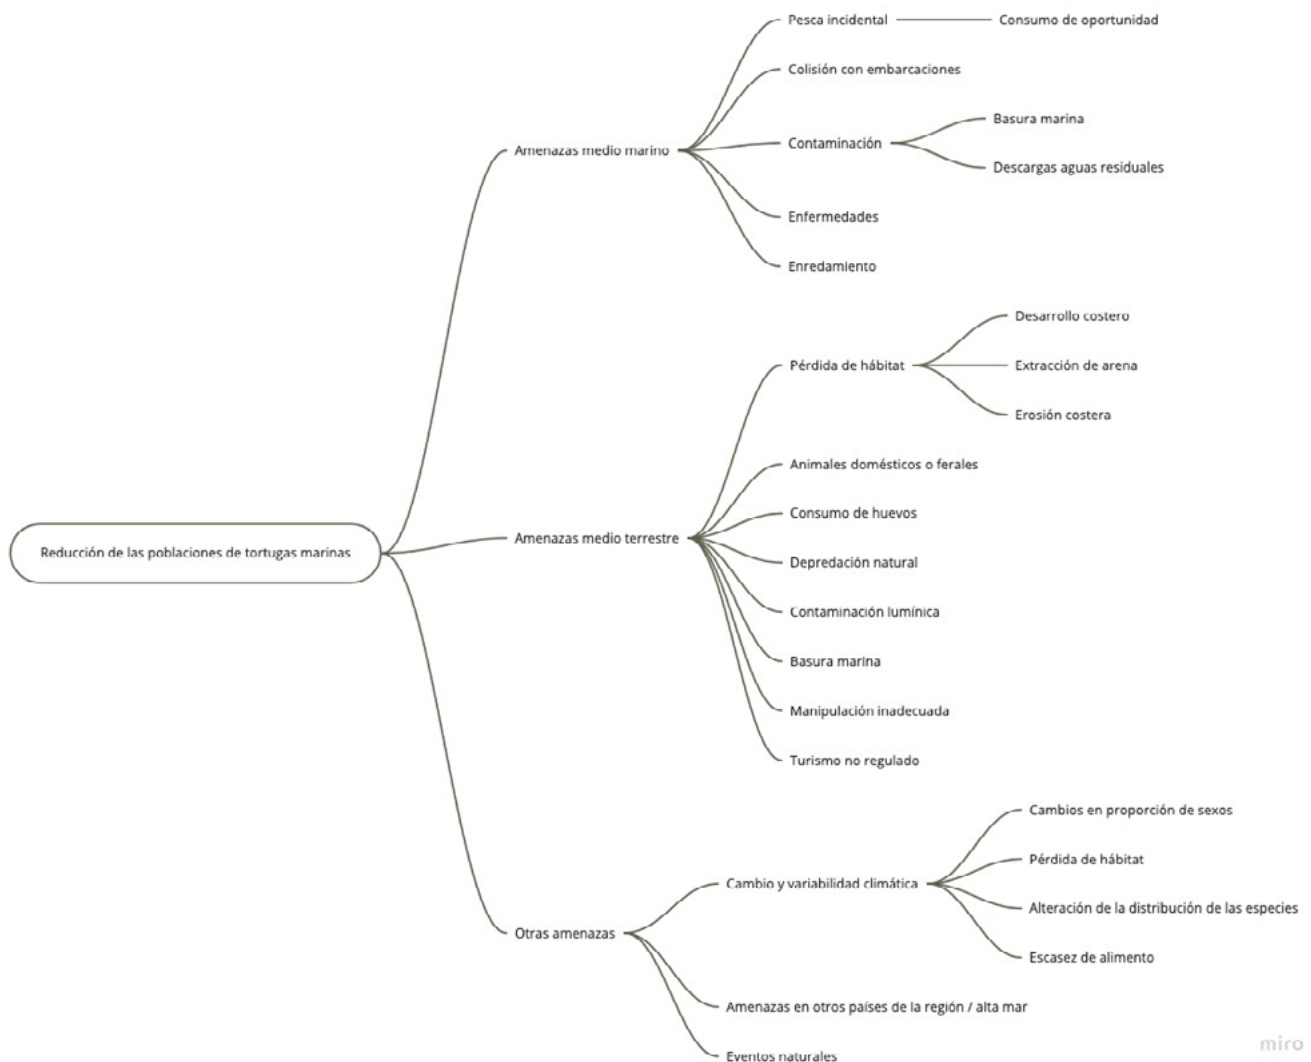 Reducción de las poblaciones de tortugas marinas
Amenazas medio marino
Pesca incidental
Consumo de oportunidad
Colisión con embarcaciones
Contaminación
Basura marina
Descargas aguas residuales
Enfermedades
Enredamiento
Amenazas medio terrestre
Pérdida de hábitat
Desarrollo costero
Extracción de arena
Erosión costera
Animales domésticos o ferales
Consumo de huevos
Depredación natural
Contaminación lumínica
Basura marina
Manipulación inadecuada
Turismo no regulado
Otras amenazas
Cambio y variabilidad climática
Cambios en proporción de sexos
Pérdida de hábitat
Alteración de la distribución de las especies
Escasez de alimento
Amenazas en otros países de la región / alta mar
Eventos naturales
miro